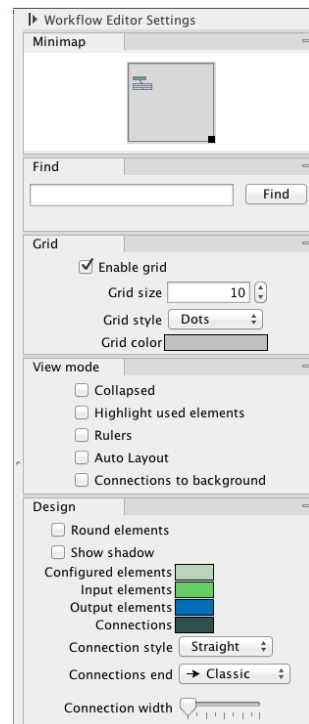 Workflow Editor Settings
Minimap
Find
Find
Grid
Enable grid
Grid size 10
Grid style Dots
Grid color
View mode
Collapsed
Highlight used elements
Rulers
Auto Layout
Connections to background
Design
Round elements
Show shadow
Configured elements
Input elements
Output elements
Connections
Connection style Straight
Connections end Classic
Connection width